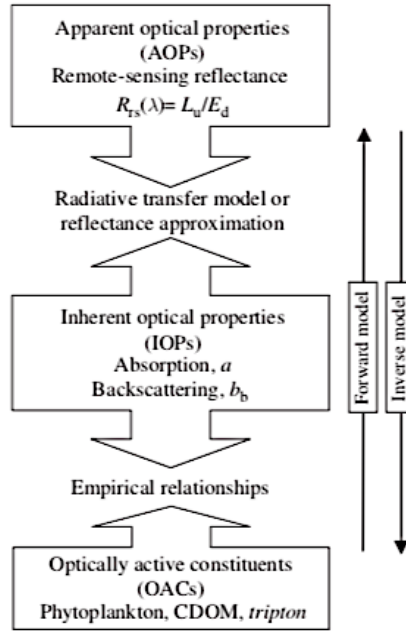 Apparent optical properties
(AOPs)
Remote-sensing reflectance
R_rs(λ)= L_u/E_d
Radiative transfer model or
reflectance approximation
Inherent optical properties
(IOPs)
Absorption, a
Backscattering, b_b
Empirical relationships
Optically active constituents
(OACs)
Phytoplankton, CDOM, tripton
Forward model
Inverse model